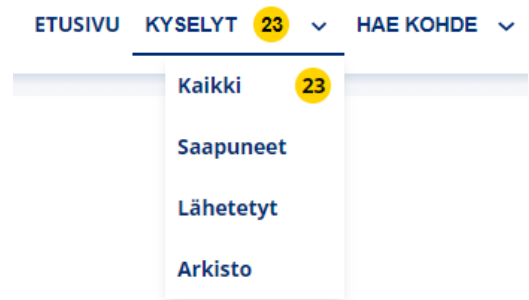 ETUSIVU KYSELYT 23 HAE KOHDE
Kaikki 23
Saapuneet
Lähetetyt
Arkisto